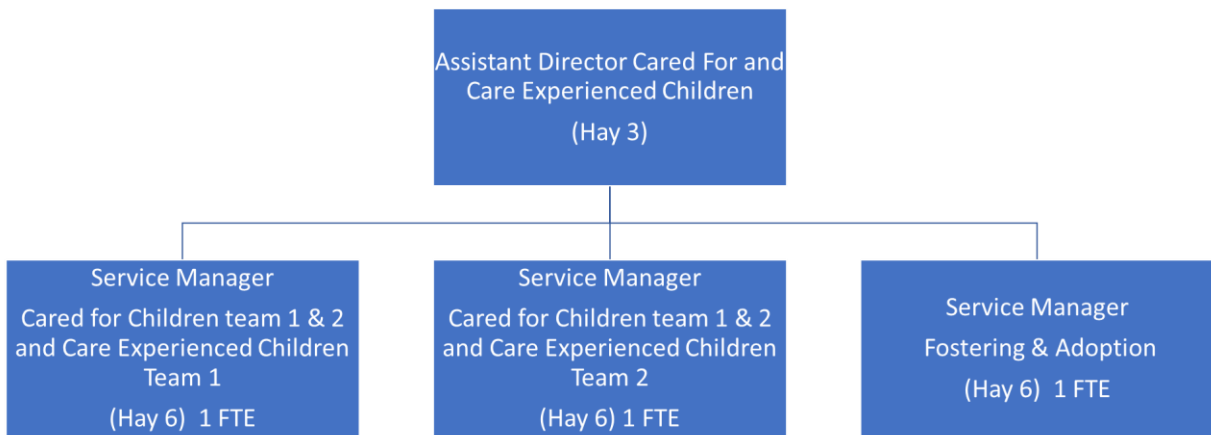 Assistant Director Cared For and
Care Experienced Children
(Hay 3)
Service Manager
Cared for Children team 1 & 2
and Care Experienced Children
Team 1
(Hay 6)  1 FTE
Service Manager
Cared for Children team 1 & 2
and Care Experienced Children
Team 2
(Hay 6) 1 FTE
Service Manager
Fostering & Adoption
(Hay 6)  1 FTE